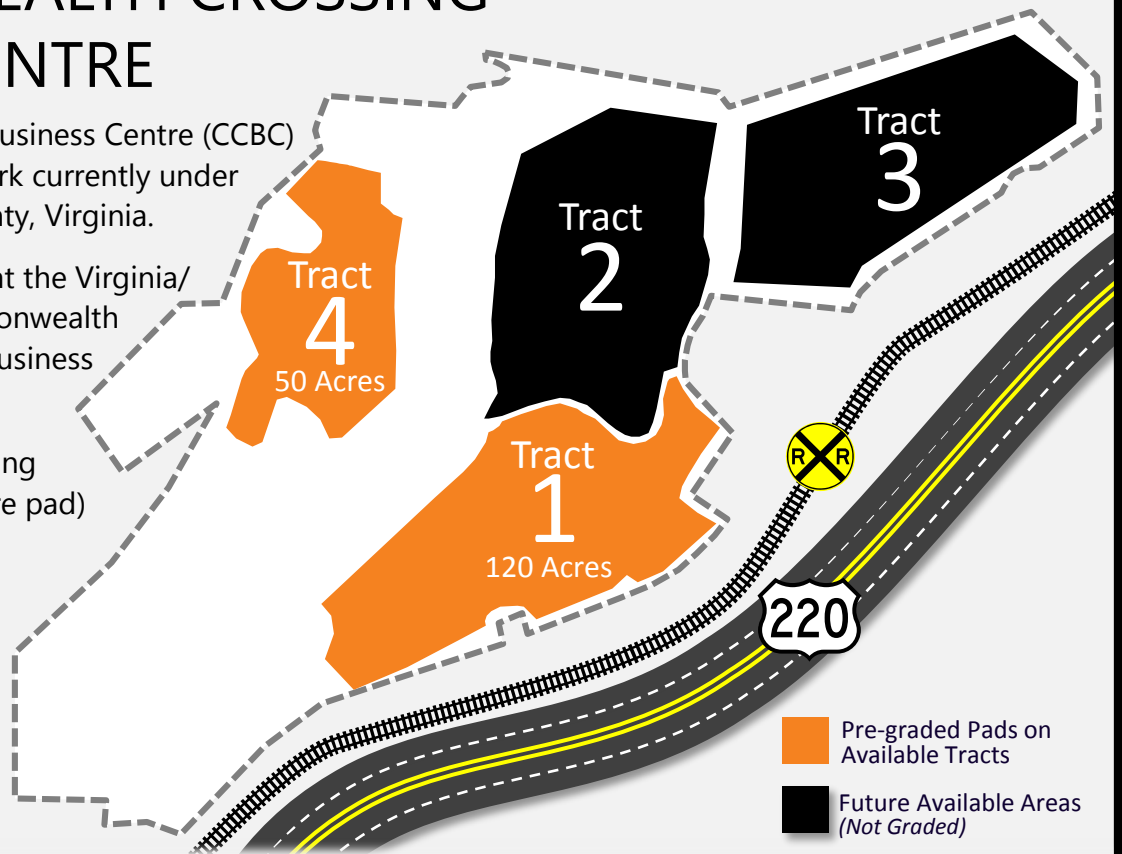 CROSSING
NTRE
usiness Centre (CCBC)
rk currently under
nty, Virginia.
at the Virginia/
onwealth
usiness
ng
e pad)
Tract
3
Tract
2
Tract
4
50 Acres
Tract
1
120 Acres
R R
220
Pre-graded Pads on
Available Tracts
Future Available Areas
(Not Graded)